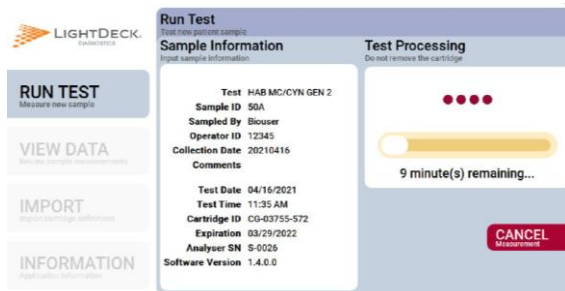 LIGHTDECK.
DIAGNOSTICS
RUN TEST
Measure new sample
VIEW DATA
Review sample measurements
IMPORT
Import cartridge definitions
INFORMATION
Application information
Run Test
Test new patient sample
Sample Information
Input sample information
Test HAB MC/CYN GEN 2
Sample ID 50A
Sampled By Biouser
Operator ID 12345
Collection Date 20210416
Comments
Test Date 04/16/2021
Test Time 11:35 AM
Cartridge ID CG-03755-572
Expiration 03/29/2022
Analyser SN S-0026
Software Version 1.4.0.0
Test Processing
Do not remove the cartridge
9 minute(s) remaining...
CANCEL
Measurement